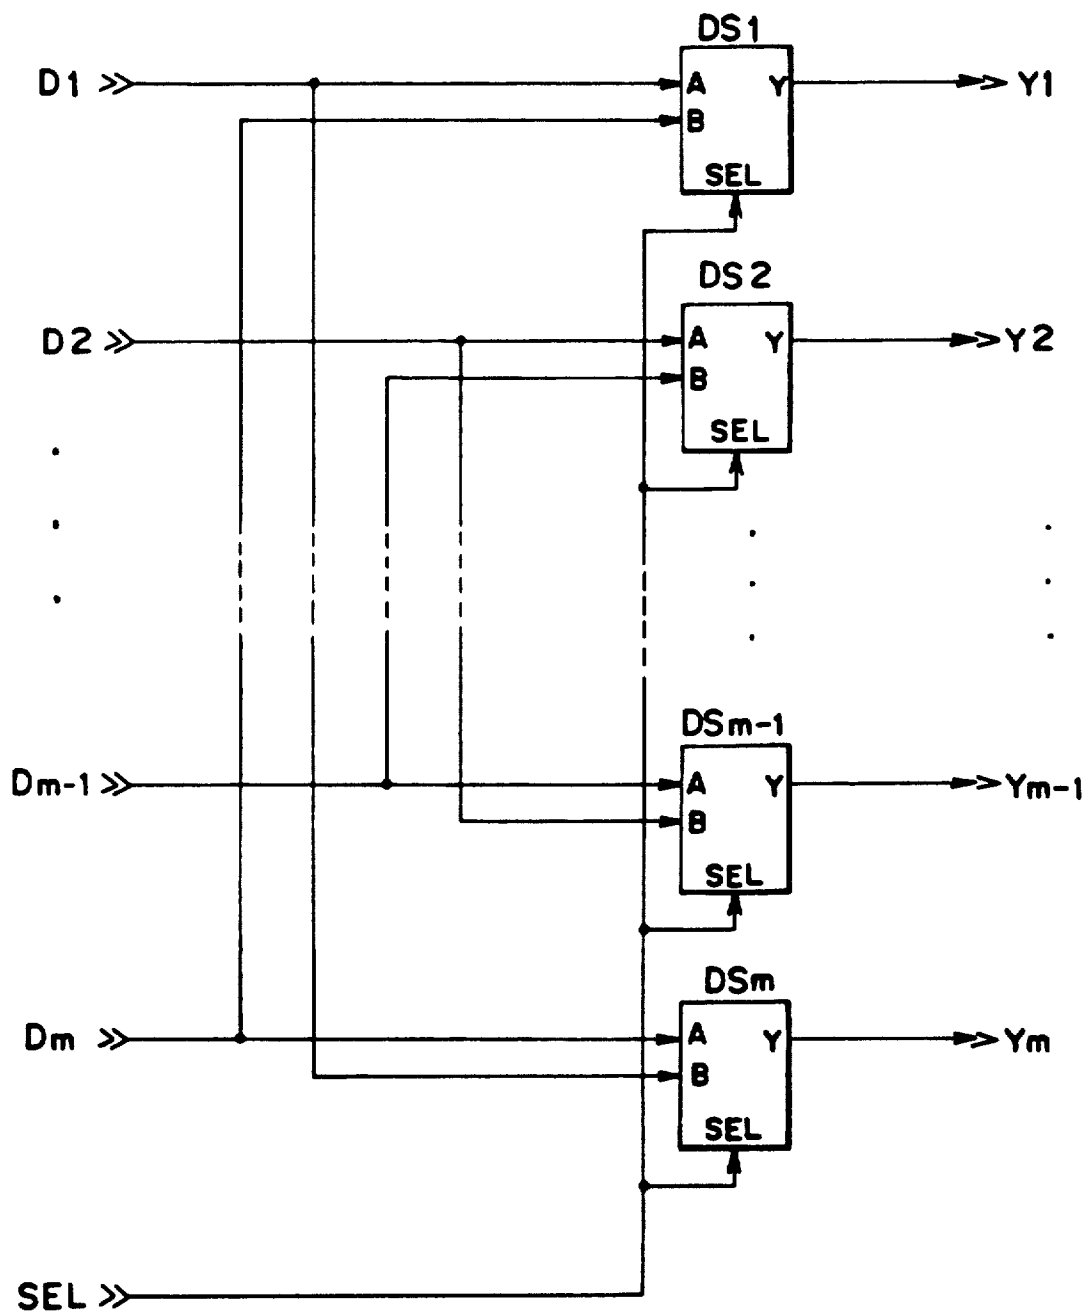 DS1
D1 A Y Y1
B
SEL
DS2
D2 A Y Y2
B
SEL
DSm-1
Dm-1 A Y Ym-1
B
SEL
DSm
Dm A Y Ym
B
SEL
SEL